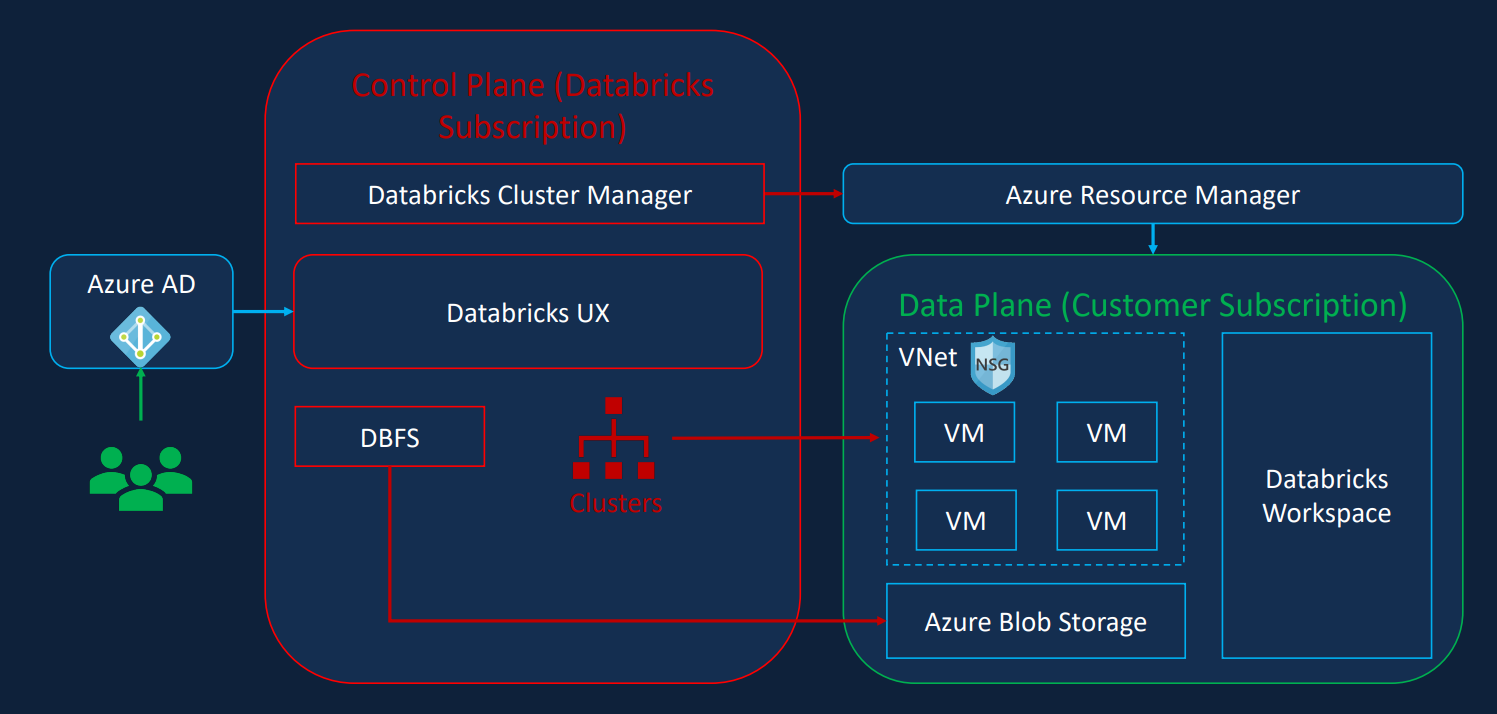 Control Plane (Databricks
Subscription)
Databricks Cluster Manager
Azure Resource Manager
Azure AD
Databricks UX
Data Plane (Customer Subscription)
VNet
NSG
VM
VM
VM
VM
DBFS
Clusters
Databricks
Workspace
Azure Blob Storage